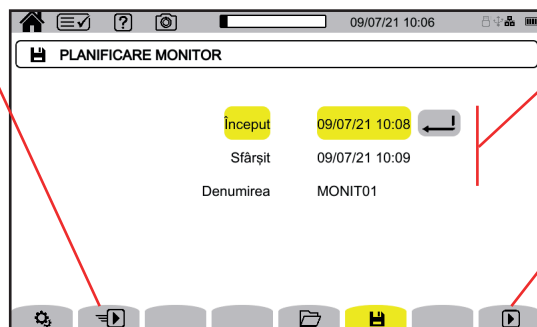 ? 09/07/21 10:06
PLANIFICARE MONITOR
Început 09/07/21 10:08
Sfârșit 09/07/21 10:09
Denumirea MONIT01